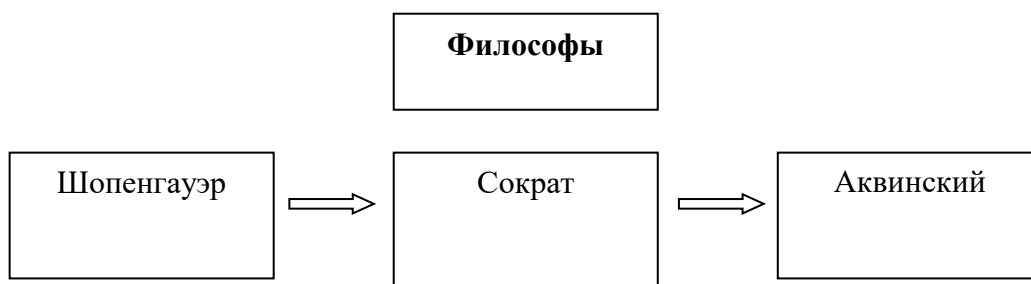 Философы
Шопенгауэр
Сократ
Аквинский